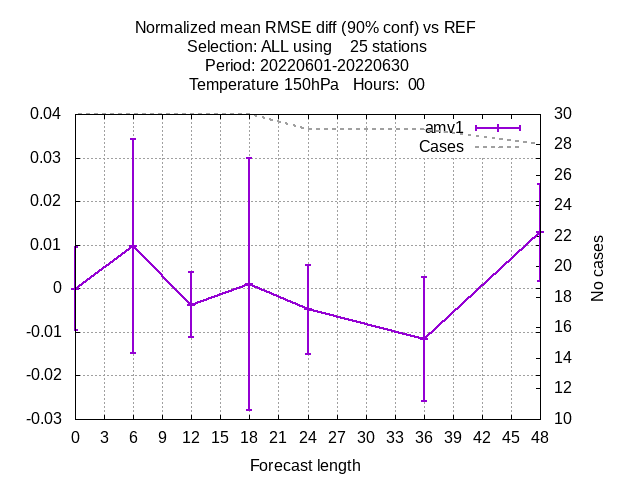 Normalized mean RMSE diff (90% conf) vs REF
Selection: ALL using    25 stations
Period: 20220601-20220630
Temperature 150hPa   Hours:  00
0.04
0.03
0.02
0.01
0
-0.01
-0.02
-0.03
amv1
Cases
30
28
26
24
22
20
18
16
14
12
10
No cases
0 3 6 9 12 15 18 21 24 27 30 33 36 39 42 45 48
Forecast length